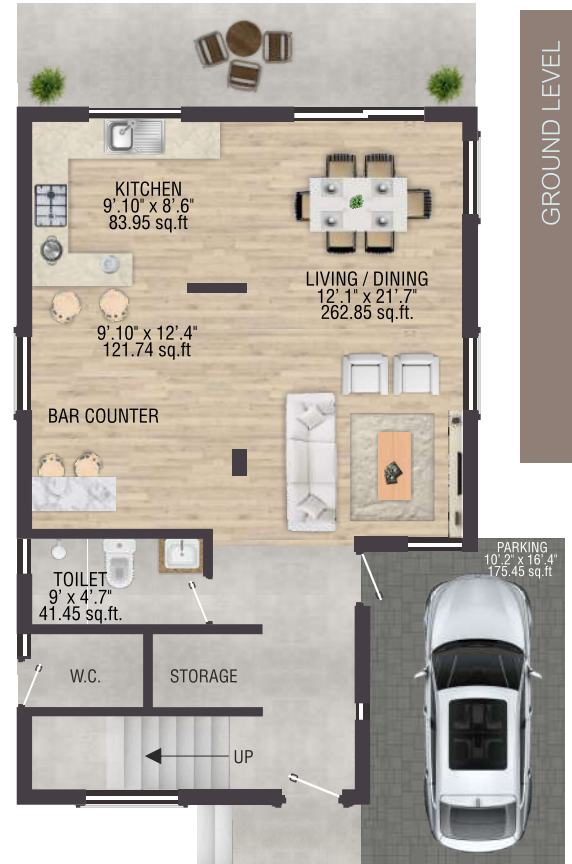 GROUND LEVEL
KITCHEN
9'.10" x 8'.6"
83.95 sq.ft
LIVING / DINING
12'.1" x 21'.7"
262.85 sq.ft.
9'.10" x 12'.4"
121.74 sq.ft
BAR COUNTER
PARKING
10'.2" x 16'.4"
175.45 sq.ft
TOILET
9' x 4'.7"
41.45 sq.ft.
W.C.
STORAGE
UP